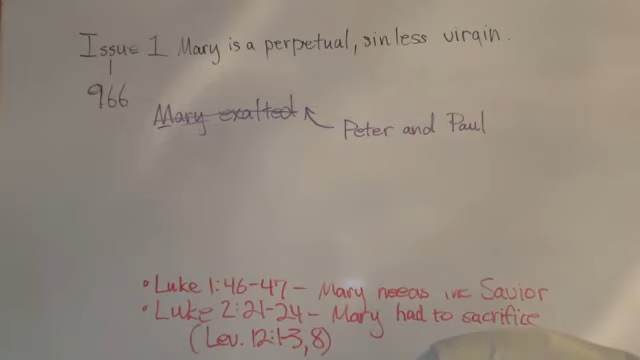 Issue 1 Mary is a perpetual, sinless virgin.
966
Mary exalted
Peter and Paul
• Luke 1:46-47 - Mary needs Savior
• Luke 2:21-24 - Mary had to sacrifice
(Lev. 12:1-3,8)